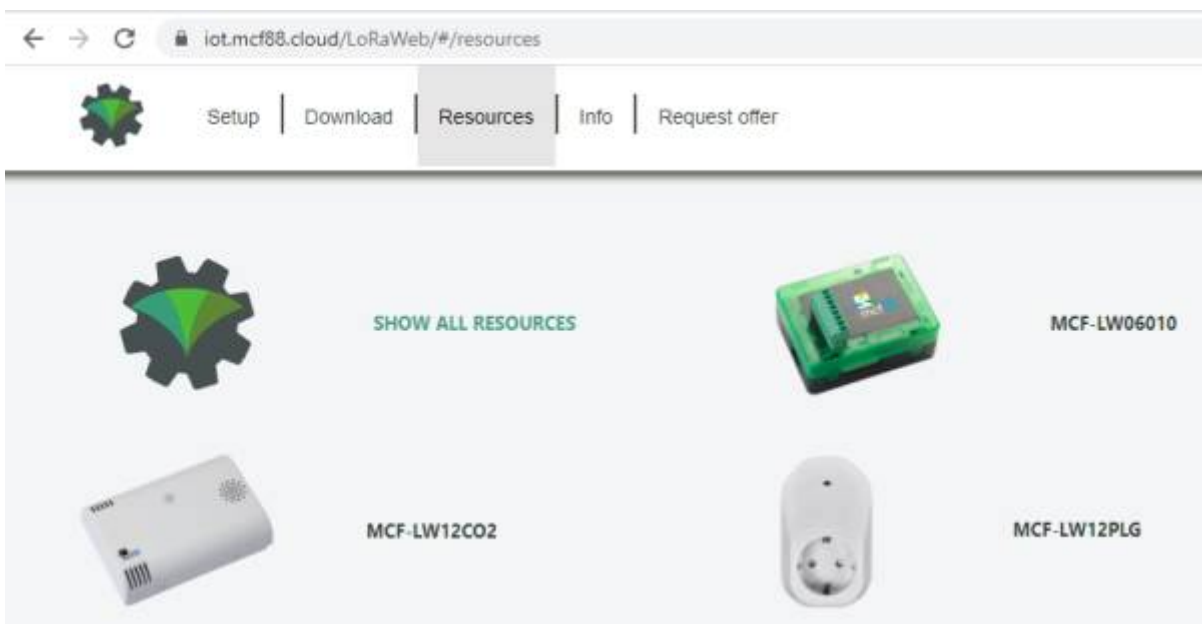 iot.mcf88.cloud/LoRaWeb/#/resources
Setup Download Resources Info Request offer
SHOW ALL RESOURCES
MCF-LW06010
MCF-LW12CO2
MCF-LW12PLG